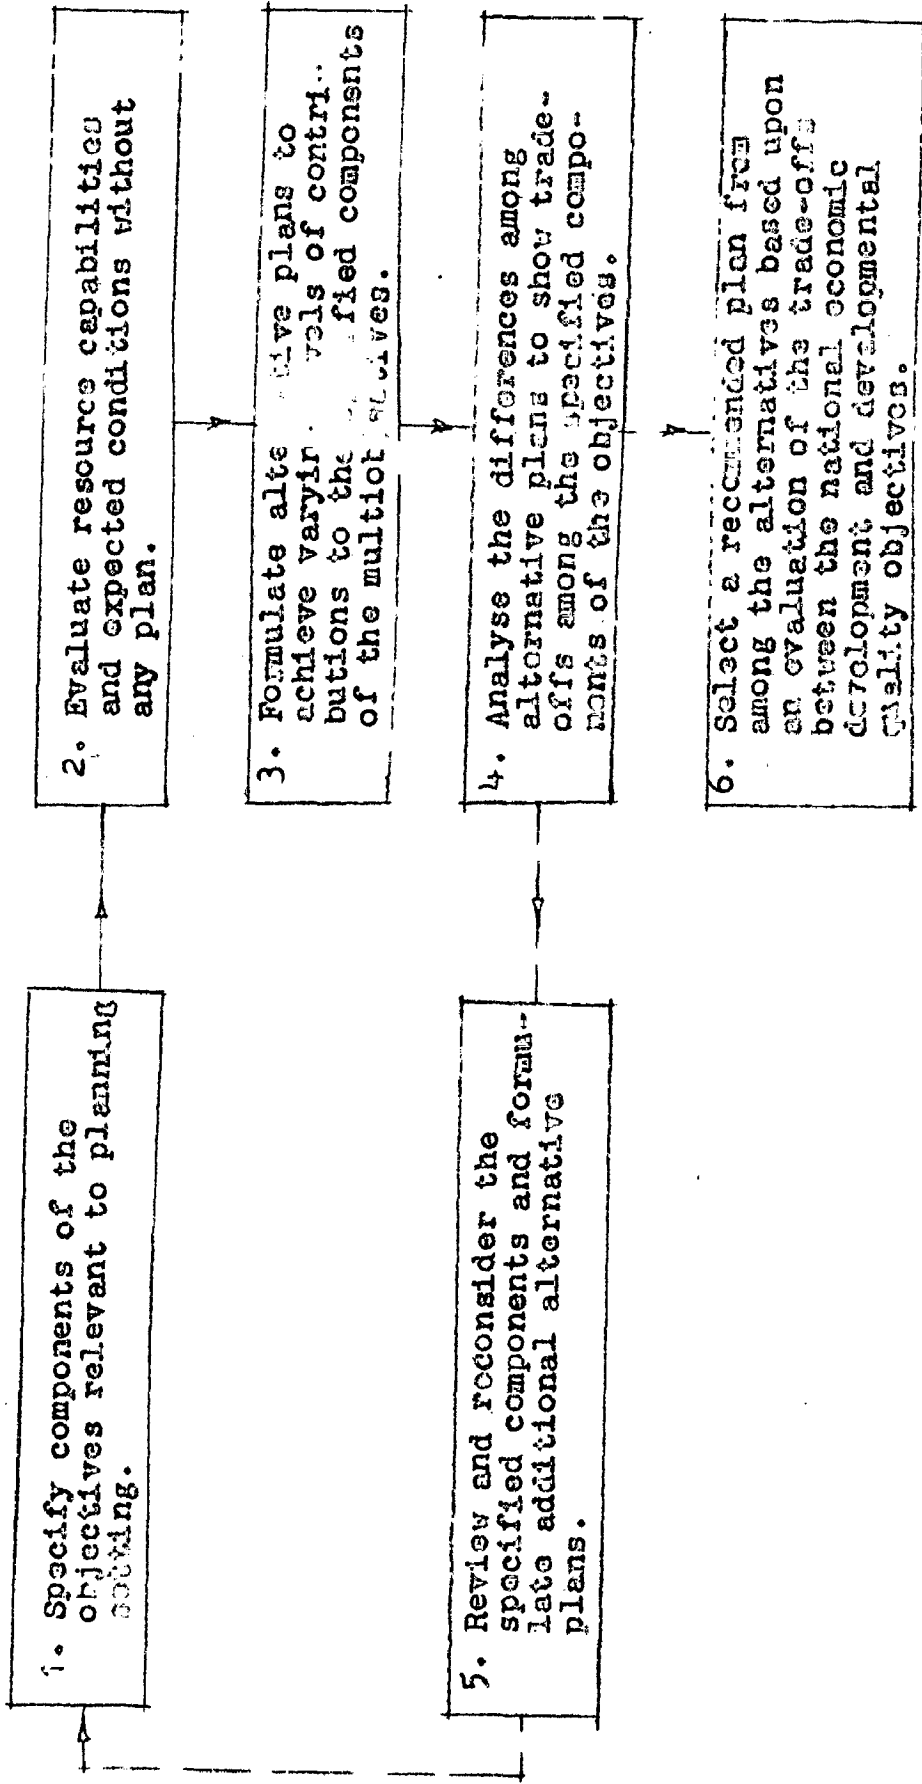 1. Specify components of the
objectives relevant to planning
setting.
2. Evaluate resource capabilities
and expected conditions without
any plan.
3. Formulate plans to
achieve of contri-
butions to the components
of the
4. Analyse the differences among
alternative plans to show trade-
offs among the specified compo-
nents of the objectives.
5. Review and reconsider the
specified components and formu-
late additional alternative
plans.
6. Select a recommended plan from
among the alternatives based upon
an evaluation of the trade-offs
between the national economic
development and developmental
quality objectives.